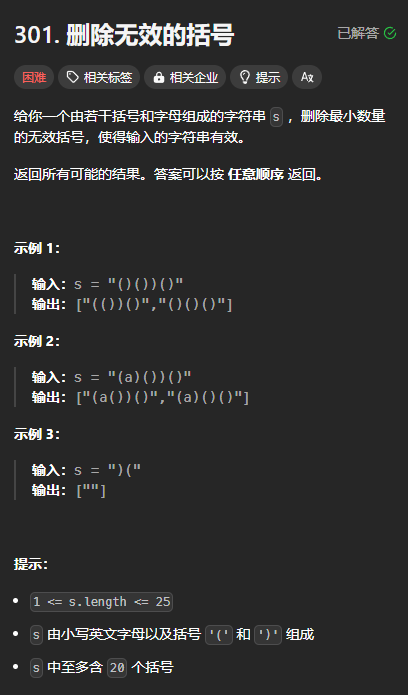 301. 删除无效的括号
已解答
困难 相关标签 相关企业 提示 Az
给你一个由若干括号和字母组成的字符串 s ，删除最小数量
的无效括号，使得输入的字符串有效。
返回所有可能的结果。答案可以按 任意顺序 返回。
示例 1：
输入：s = "()())()"
输出：["(())()","()()()"]
示例 2：
输入：s = "(a)())()"
输出：["(a())()","(a)()()"]
示例 3：
输入：s = ")("
输出：[""]
提示：
1 <= s.length <= 25
s 由小写英文字母以及括号 '(' 和 ')' 组成
s 中至多含 20 个括号